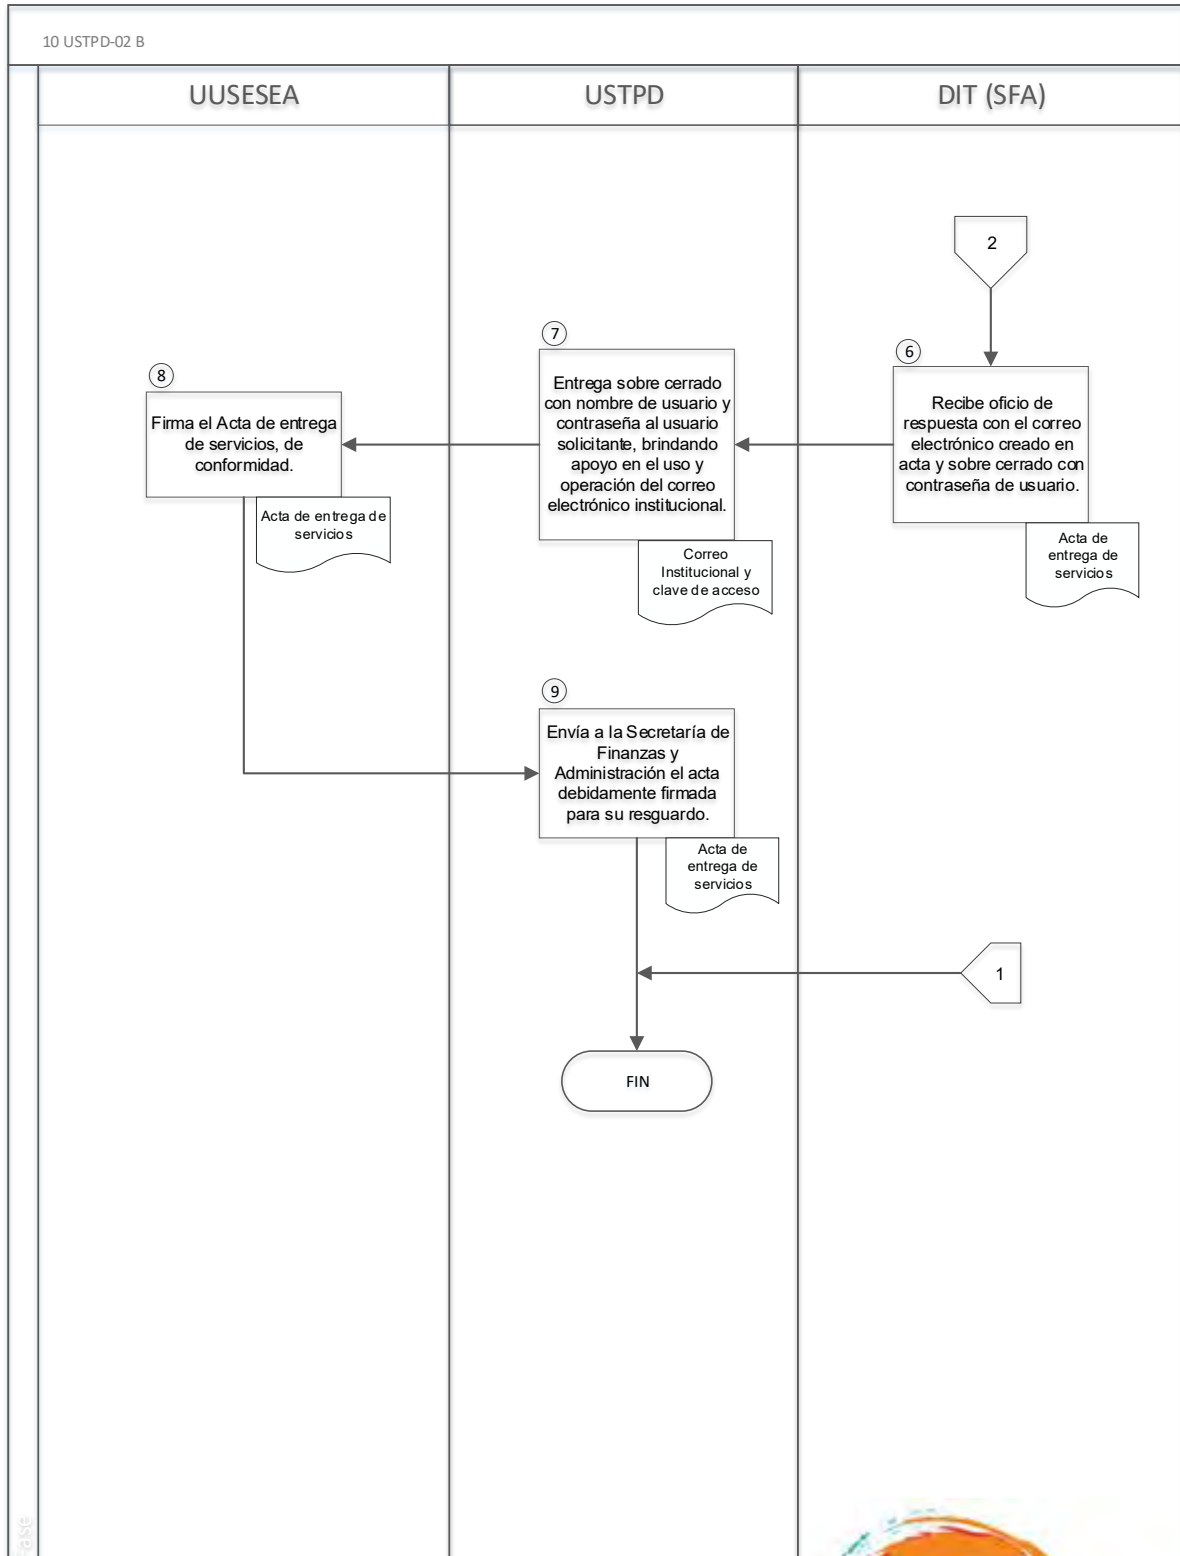 10 USTPD-02 B
UUSESEA
USTPD
DIT (SFA)
2
6
Recibe oficio de
respuesta con el correo
electrónico creado en
acta y sobre cerrado con
contraseña de usuario.
Acta de
entrega de
servicios
7
Entrega sobre cerrado
con nombre de usuario y
contraseña al usuario
solicitante, brindando
apoyo en el uso y
operación del correo
electrónico institucional.
Correo
Institucional y
clave de acceso
8
Firma el Acta de entrega
de servicios, de
conformidad.
Acta de entrega de
servicios
9
Envía a la Secretaría de
Finanzas y
Administración el acta
debidamente firmada
para su resguardo.
Acta de
entrega de
servicios
1
FIN
Fase